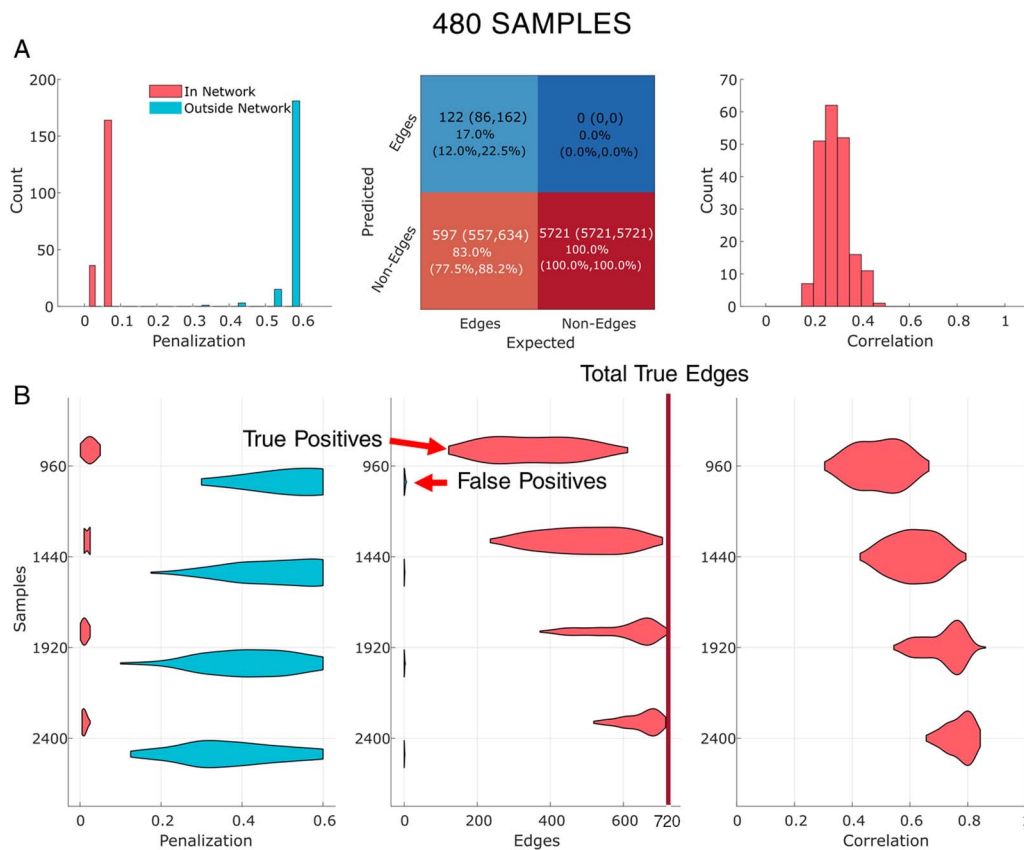 480 SAMPLES
A
200
150
100
50
0
Count
0 0.1 0.2 0.3 0.4 0.5 0.6
Penalization
In Network
Outside Network
Predicted
Edges
Non-Edges
122 (86,162)
17.0%
(12.0%,22.5%)
0 (0,0)
0.0%
(0.0%,0.0%)
597 (557,634)
83.0%
(77.5%,88.2%)
5721 (5721,5721)
100.0%
(100.0%,100.0%)
Edges Non-Edges
Expected
70
60
50
40
30
20
10
0
Count
0 0.2 0.4 0.6 0.8 1
Correlation
B
Total True Edges
True Positives
False Positives
Samples
960
1440
1920
2400
0 0.2 0.4 0.6
Penalization
960
1440
1920
2400
0 200 400 600 720
Edges
960
1440
1920
2400
0 0.2 0.4 0.6 0.8 1
Correlation